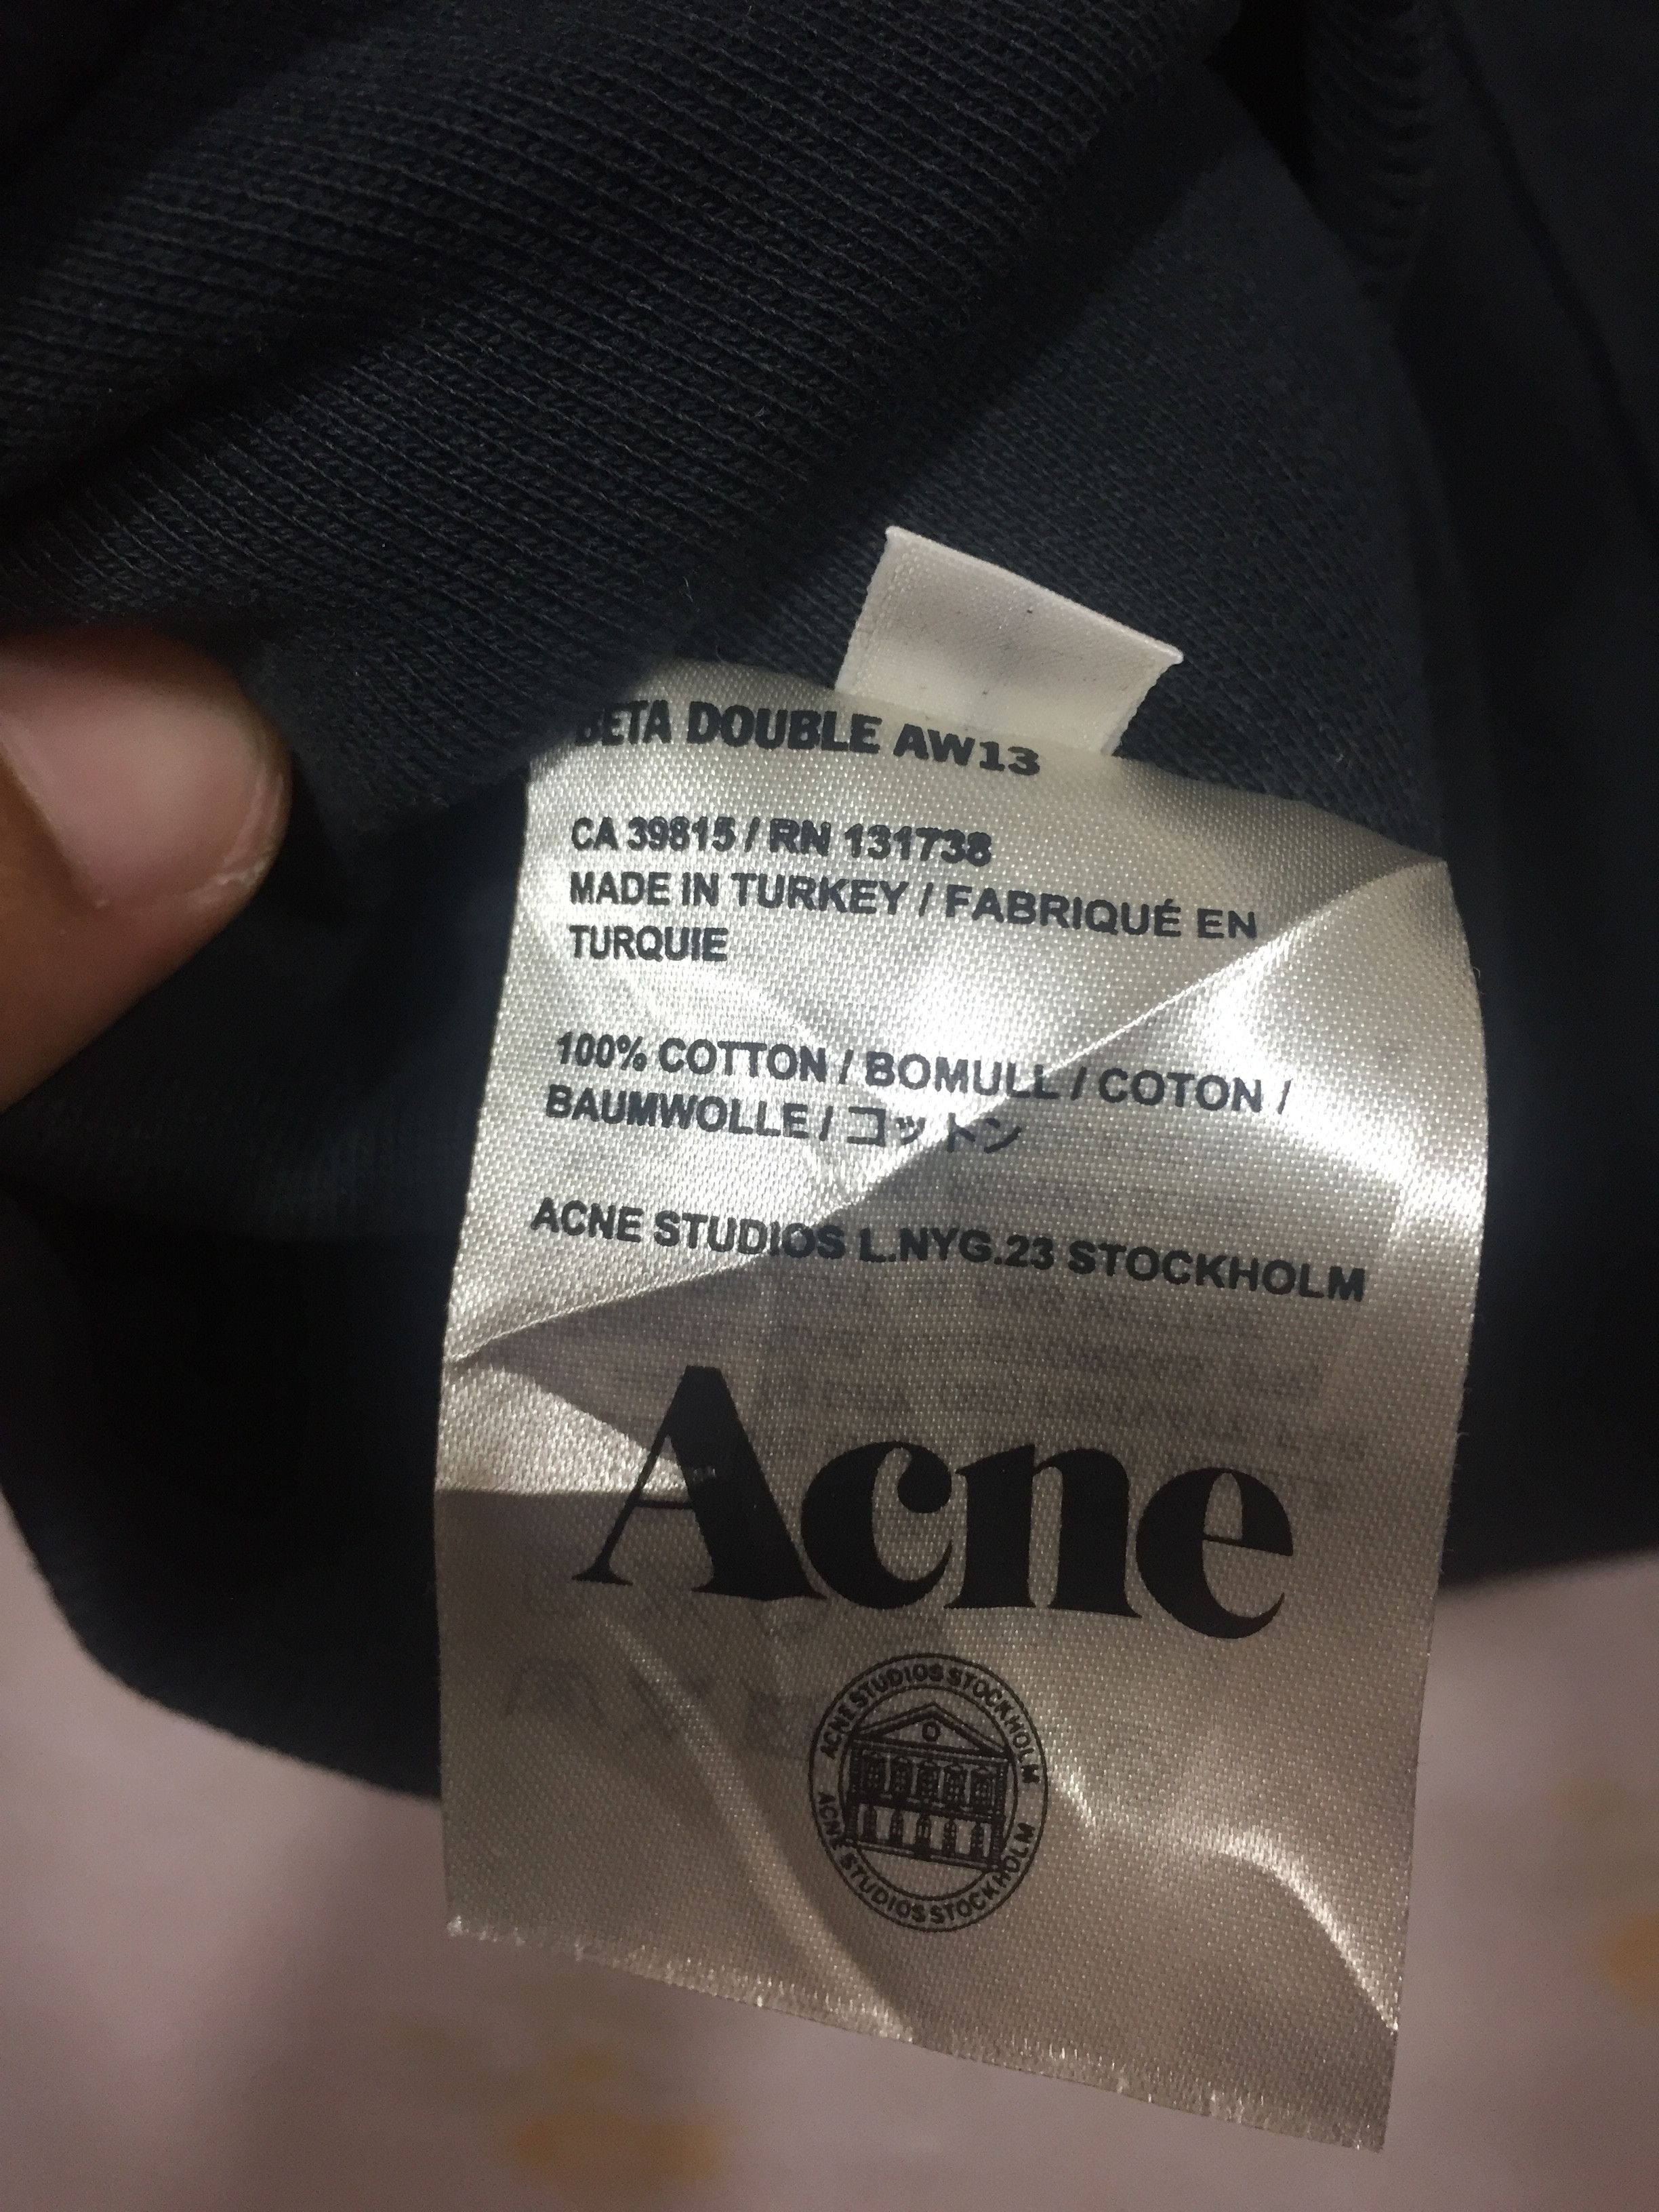 BETA DOUBLE AW13
CA 39815 / RN 131738
MADE IN TURKEY / FABRIQUÉ EN
TURQUIE
100% COTTON / BOMULL / COTON /
BAUMWOLLE / コットン
ACNE STUDIOS L.NYG.23 STOCKHOLM
Acne
ACNE STUDIOS STOCKHOLM
ACNE STUDIOS STOCKHOLM